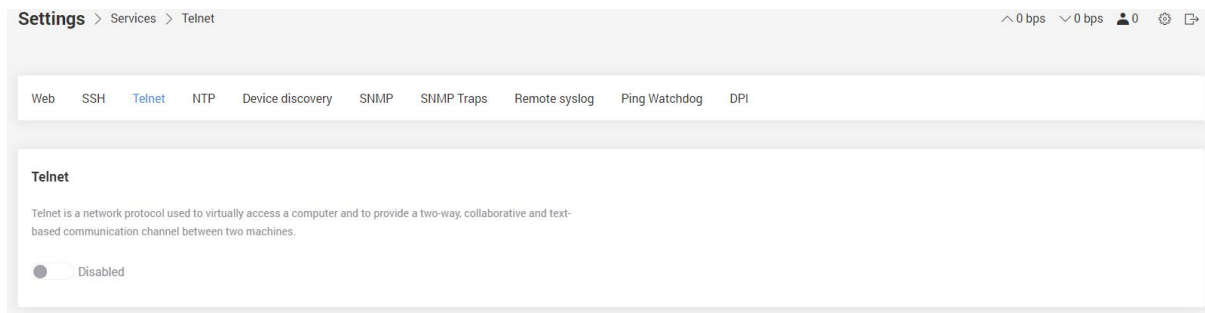 Settings > Services > Telnet
0 bps 0 bps 0
Web SSH Telnet NTP Device discovery SNMP SNMP Traps Remote syslog Ping Watchdog DPI
Telnet
Telnet is a network protocol used to virtually access a computer and to provide a two-way, collaborative and text-
based communication channel between two machines.
Disabled